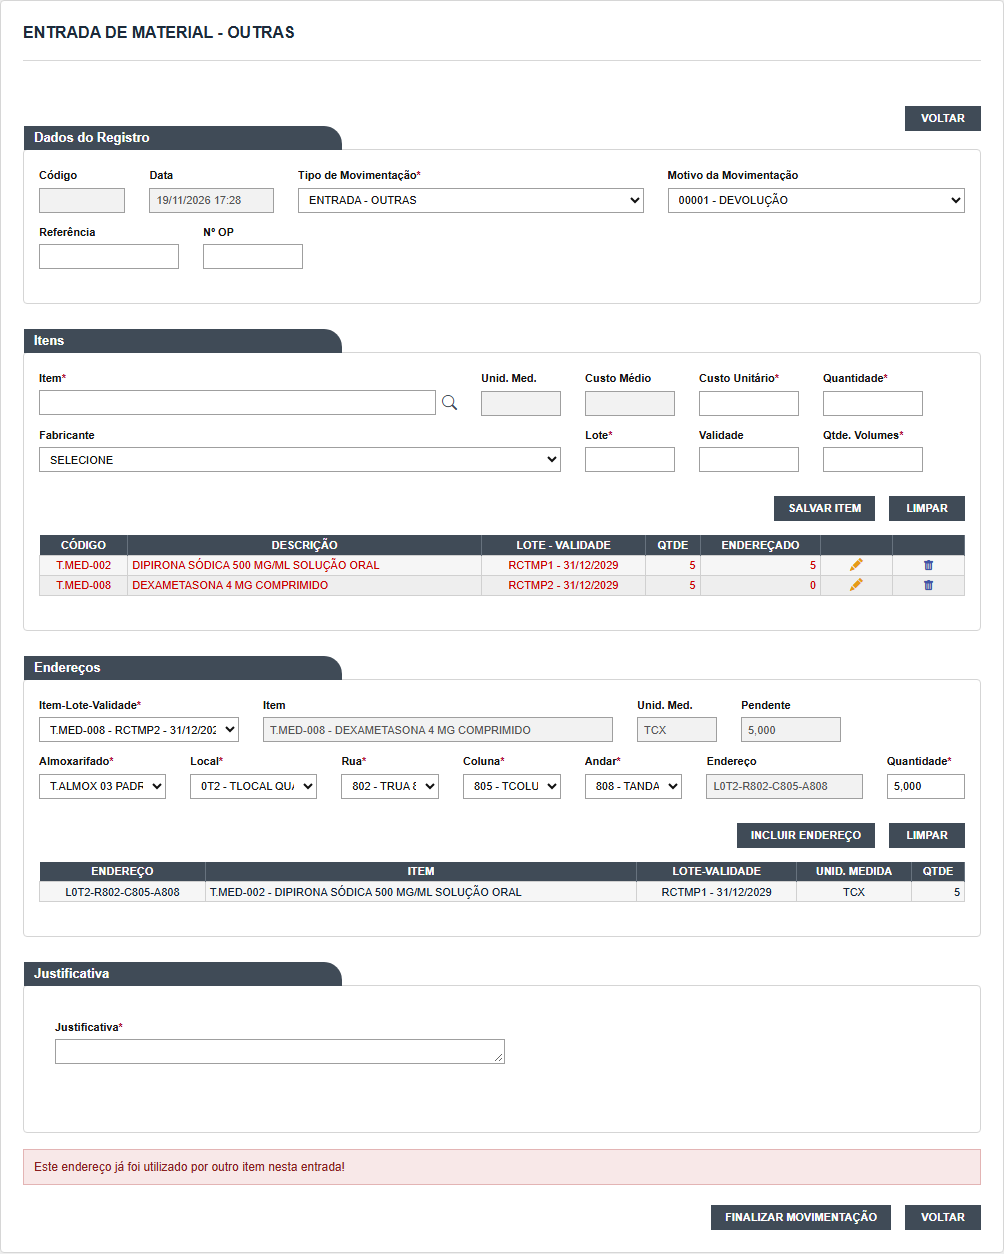 ENTRADA DE MATERIAL - OUTRAS
VOLTAR
Dados do Registro
Código Data Tipo de Movimentação* Motivo da Movimentação
19/11/2026 17:28 ENTRADA - OUTRAS 00001 - DEVOLUÇÃO
Referência Nº OP
Itens
Item* Unid. Med. Custo Médio Custo Unitário* Quantidade*
Fabricante Lote* Validade Qtde. Volumes*
SELECIONE
SALVAR ITEM LIMPAR
CÓDIGO DESCRIÇÃO LOTE - VALIDADE QTDE ENDEREÇADO
T.MED-002 DIPIRONA SÓDICA 500 MG/ML SOLUÇÃO ORAL RCTMP1 - 31/12/2029 5 5
T.MED-008 DEXAMETASONA 4 MG COMPRIMIDO RCTMP2 - 31/12/2029 5 0
Endereços
Item-Lote-Validade* Item Unid. Med. Pendente
T.MED-008 - RCTMP2 - 31/12/202 T.MED-008 - DEXAMETASONA 4 MG COMPRIMIDO TCX 5,000
Almoxarifado* Local* Rua* Coluna* Andar* Endereço Quantidade*
T.ALMOX 03 PADR 0T2 - TLOCAL QUA 802 - TRUA 8 805 - TCOLU 808 - TANDA L0T2-R802-C805-A808 5,000
INCLUIR ENDEREÇO LIMPAR
ENDEREÇO ITEM LOTE-VALIDADE UNID. MEDIDA QTDE
L0T2-R802-C805-A808 T.MED-002 - DIPIRONA SÓDICA 500 MG/ML SOLUÇÃO ORAL RCTMP1 - 31/12/2029 TCX 5
Justificativa
Justificativa*
Este endereço já foi utilizado por outro item nesta entrada!
FINALIZAR MOVIMENTAÇÃO VOLTAR